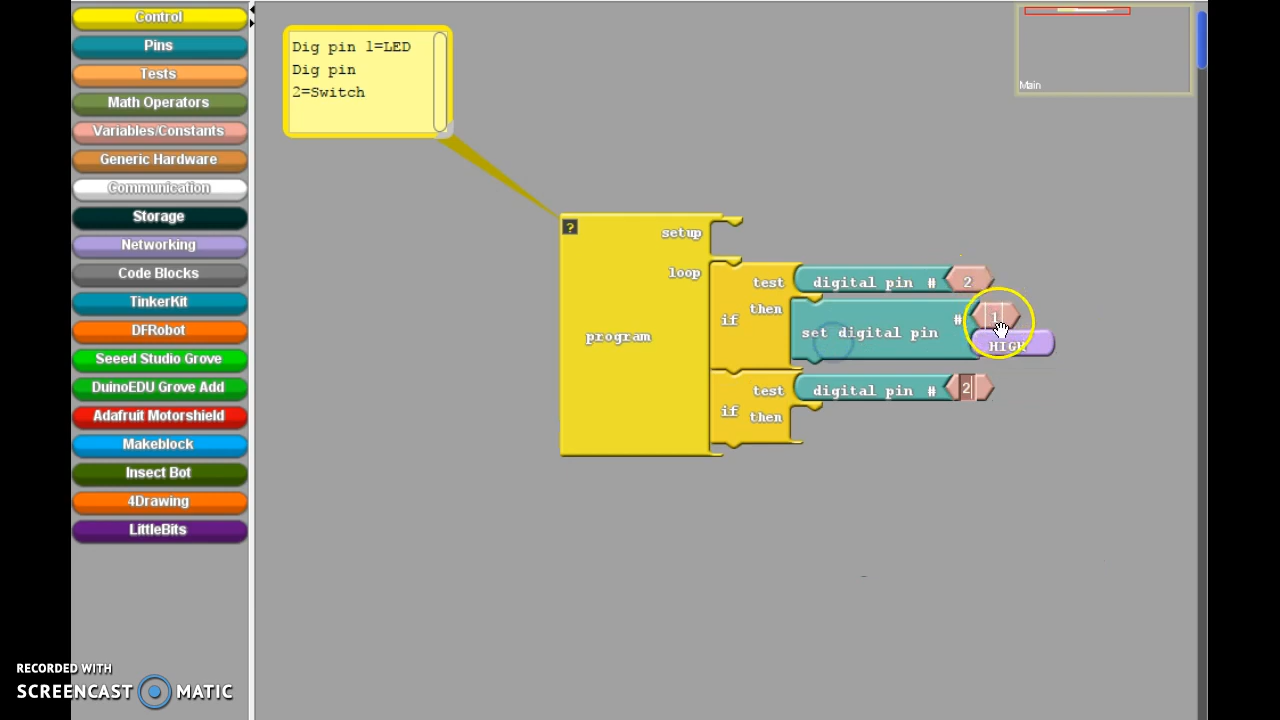 Control
Pins
Tests
Math Operators
Variables/Constants
Generic Hardware
Communication
Storage
Networking
Code Blocks
TinkerKit
DFRobot
Seeed Studio Grove
DuinoEDU Grove Add
Adafruit Motorshield
Makeblock
Insect Bot
4Drawing
LittleBits
Dig pin 1=LED
Dig pin
2=Switch
Main
?
program
setup
loop
if
test
digital pin #
2
then
set digital pin
#
1
HIGH
if
test
digital pin #
2
then
RECORDED WITH
SCREENCAST MATIC